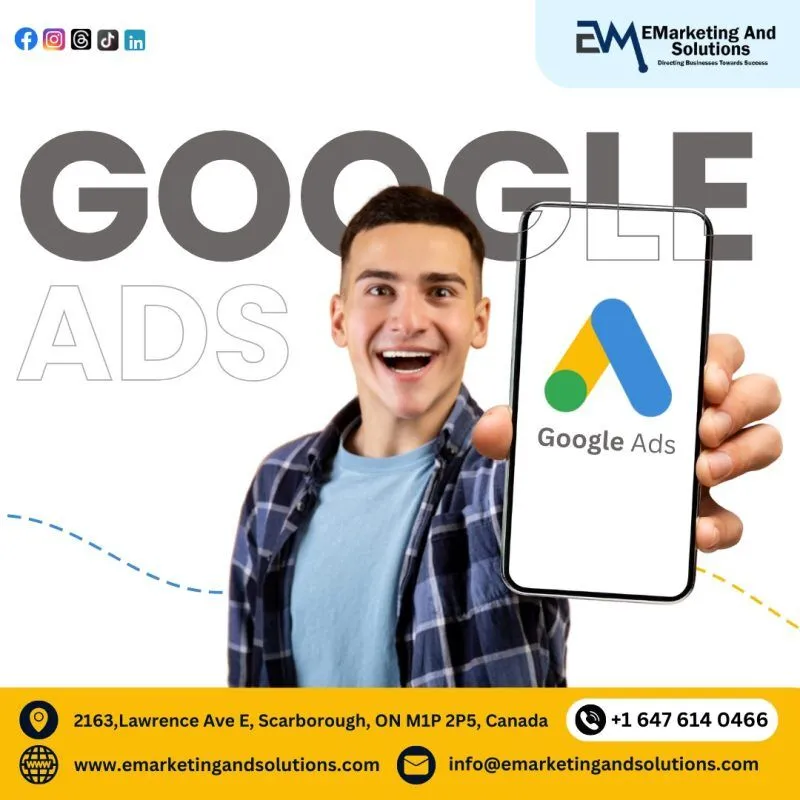 EM
EMarketing And
Solutions
Directing Businesses Towards Success
GOOGLE
ADS
Google Ads
2163,Lawrence Ave E, Scarborough, ON M1P 2P5, Canada
+1 647 614 0466
www.emarketingandsolutions.com
info@emarketingandsolutions.com